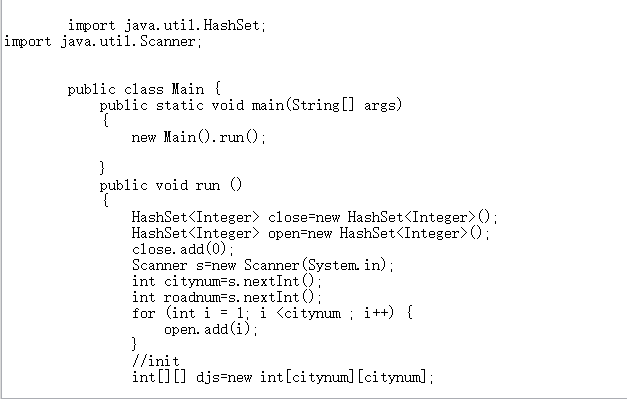 import java.util.HashSet;
import java.util.Scanner;
public class Main {
public static void main(String[] args)
{
new Main().run();
}
public void run ()
{
HashSet<Integer> close=new HashSet<Integer>();
HashSet<Integer> open=new HashSet<Integer>();
close.add(0);
Scanner s=new Scanner(System.in);
int citynum=s.nextInt();
int roadnum=s.nextInt();
for (int i = 1; i <citynum ; i++) {
open.add(i);
}
//init
int[][] djs=new int[citynum][citynum];